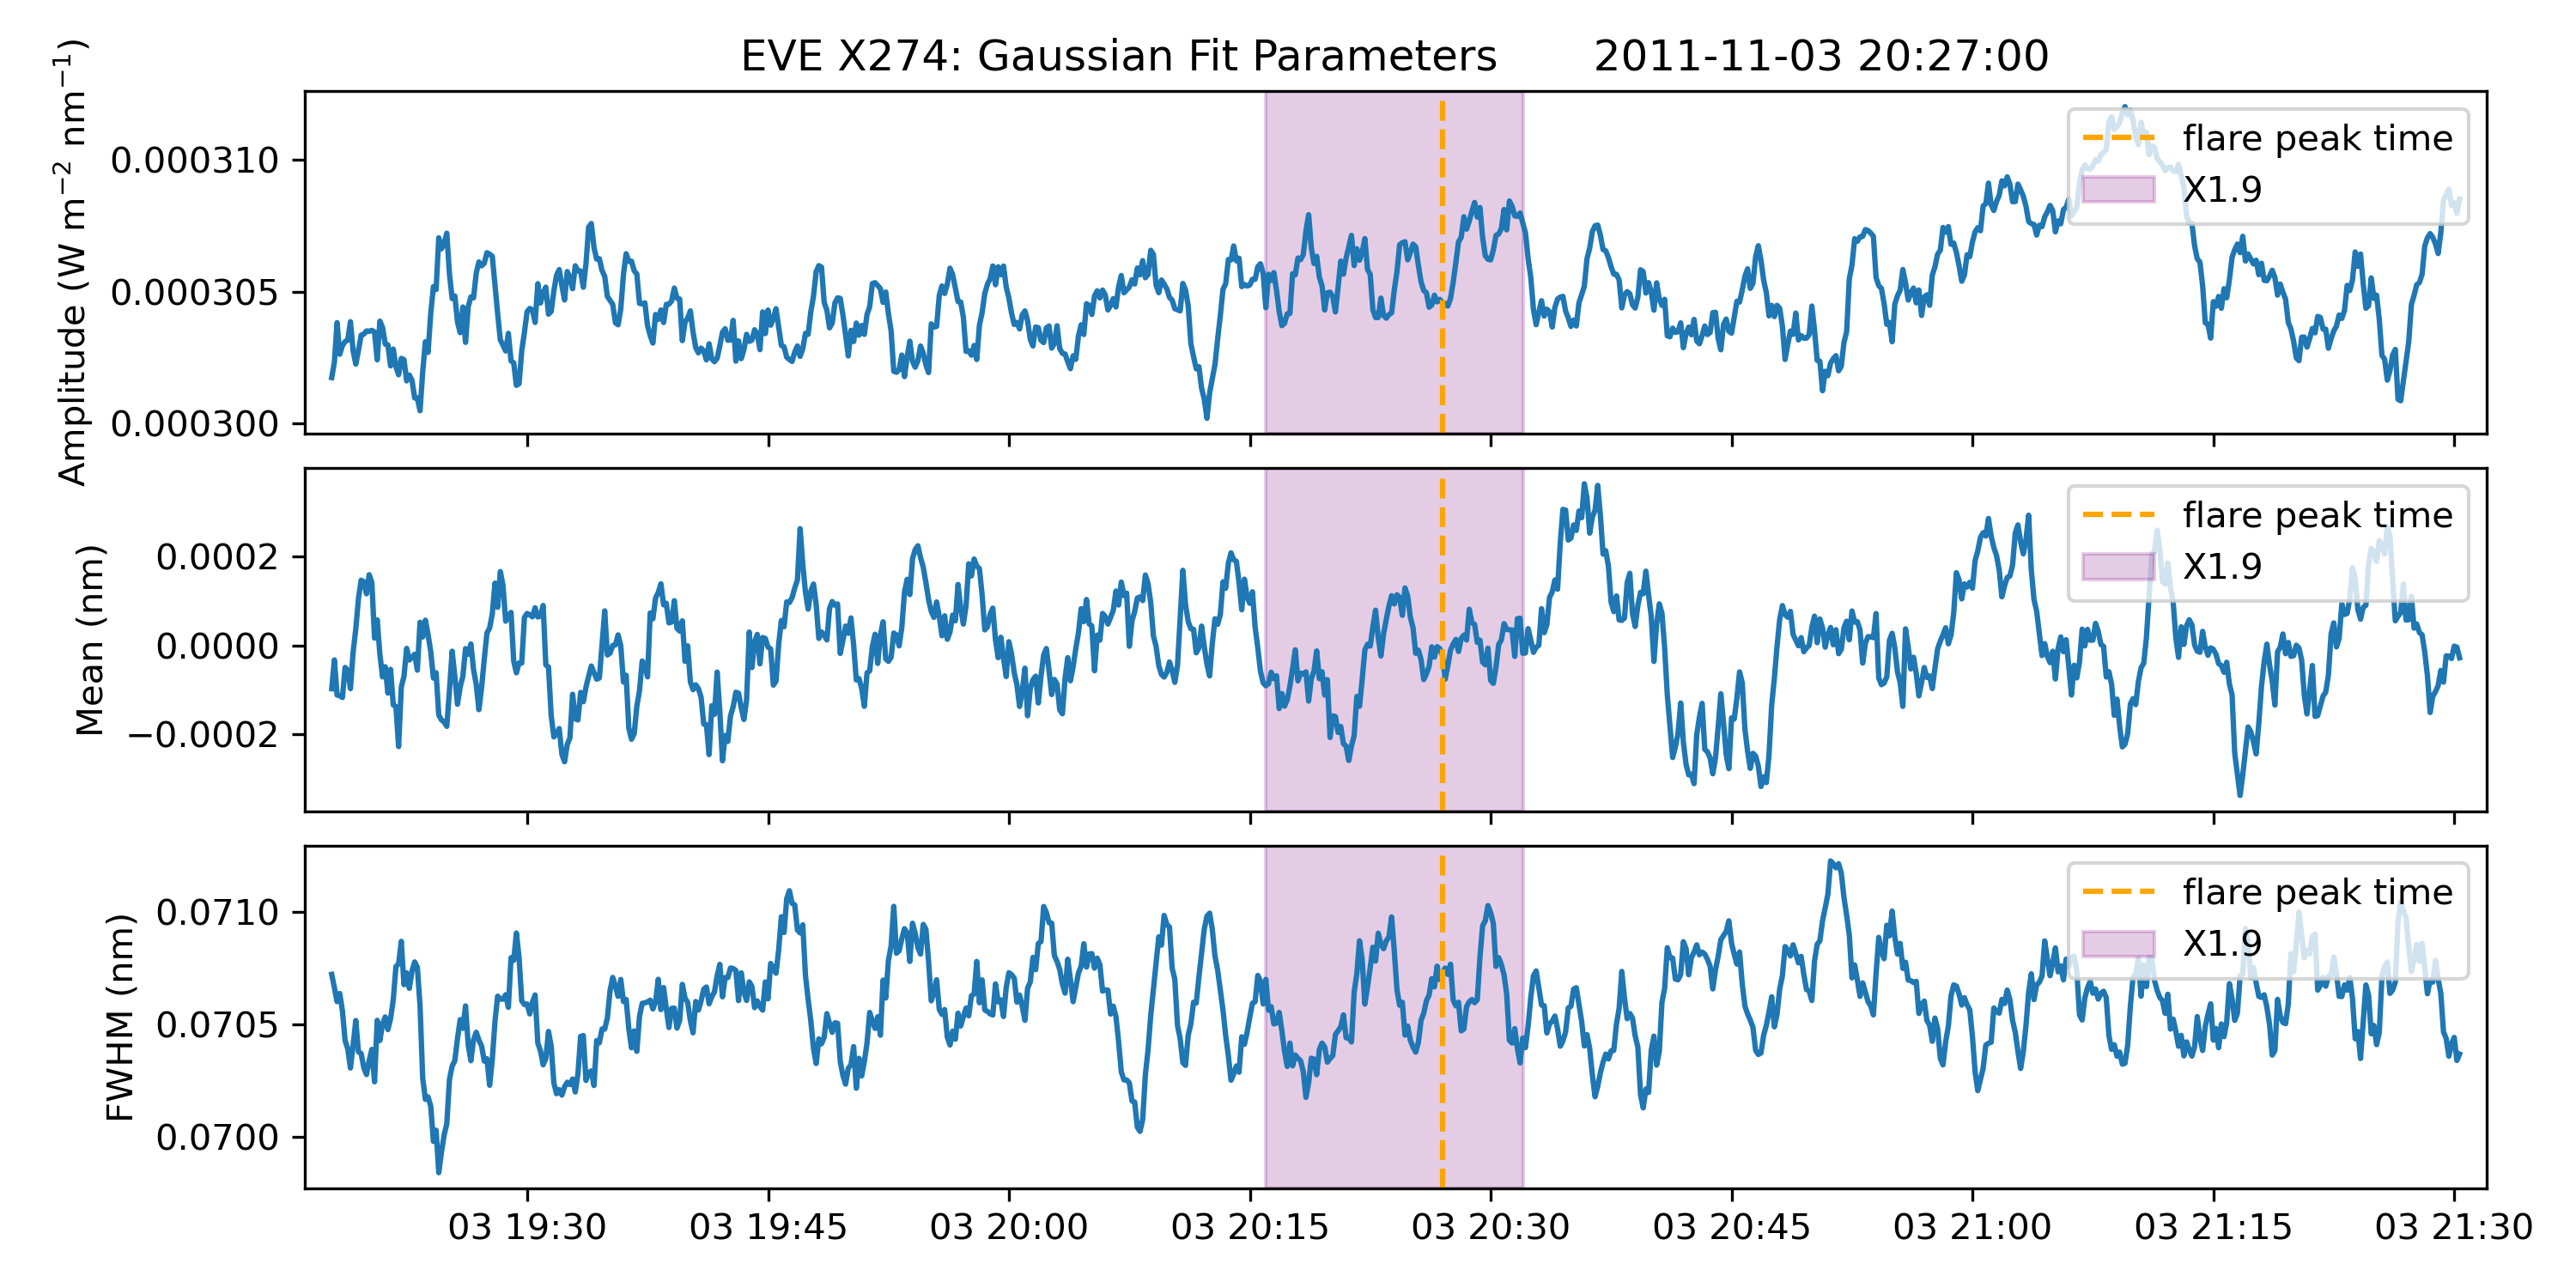 EVE X274: Gaussian Fit Parameters 2011-11-03 20:27:00
Amplitude (W m⁻² nm⁻¹)
0.000310
0.000305
0.000300
flare peak time
X1.9
Mean (nm)
0.0002
0.0000
−0.0002
flare peak time
X1.9
FWHM (nm)
0.0710
0.0705
0.0700
flare peak time
X1.9
03 19:30 03 19:45 03 20:00 03 20:15 03 20:30 03 20:45 03 21:00 03 21:15 03 21:30